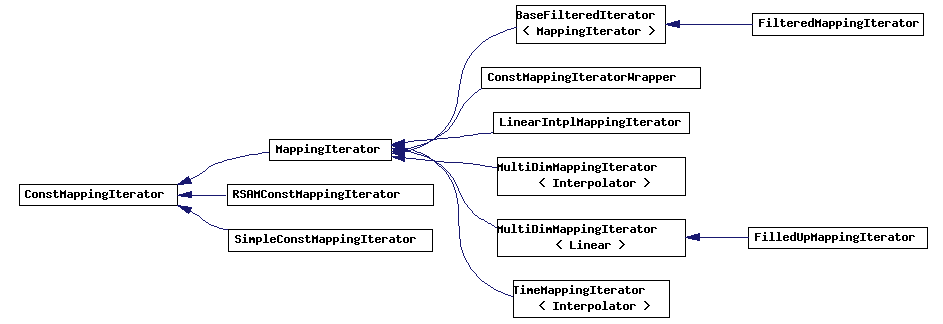 BaseFilteredIterator
< MappingIterator >
FilteredMappingIterator
ConstMappingIteratorWrapper
LinearIntplMappingIterator
MappingIterator
MultiDimMappingIterator
< Interpolator >
ConstMappingIterator
RSAMConstMappingIterator
SimpleConstMappingIterator
MultiDimMappingIterator
< Linear >
FilledUpMappingIterator
TimeMappingIterator
< Interpolator >